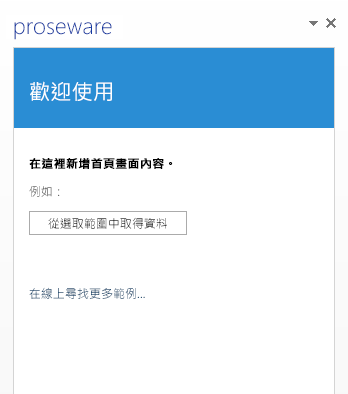 proseware
歡迎使用
在這裡新增首頁畫面內容。
例如：
從選取範圍中取得資料
在線上尋找更多範例...